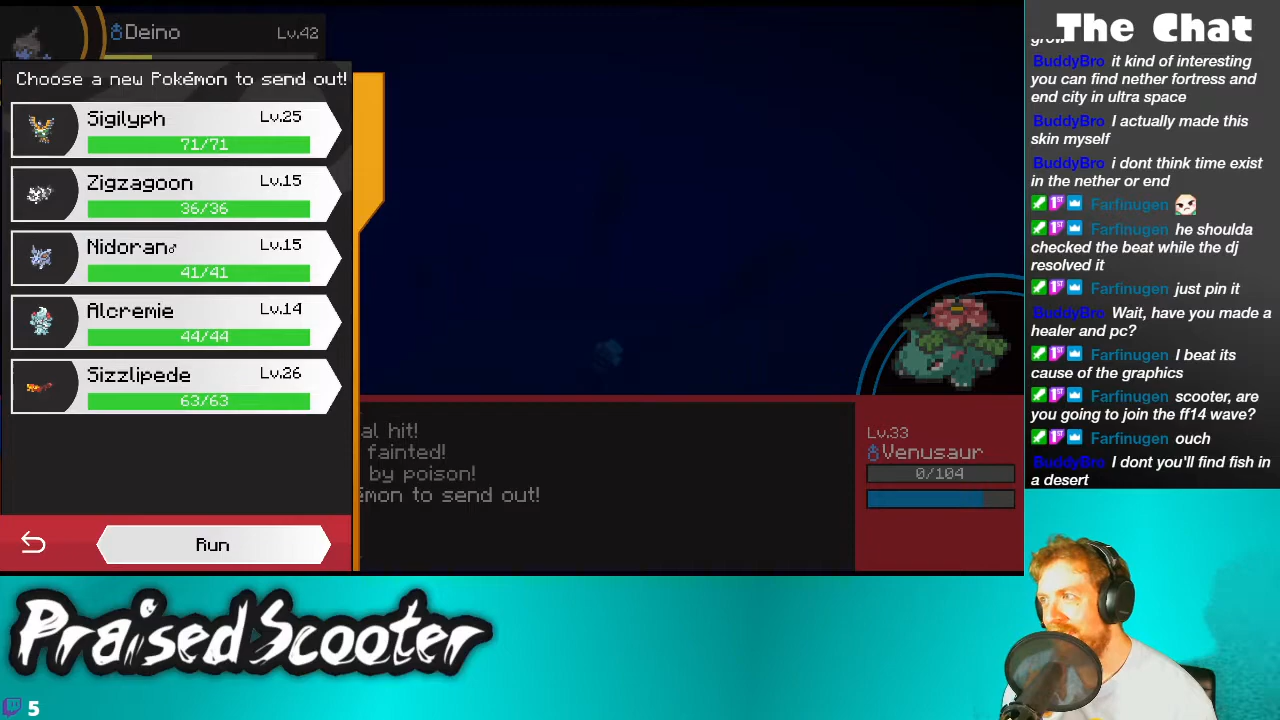 Deino Lv.42
Choose a new Pokémon to send out!
Sigilyph Lv.25
71/71
Zigzagoon Lv.15
36/36
Nidoran♂ Lv.15
41/41
Alcremie Lv.14
44/44
Sizzlipede Lv.26
63/63
Run
al hit!
fainted!
by poison!
émon to send out!
Lv.33
Venusaur
0/104
The Chat
grow
BuddyBro it kind of interesting
you can find nether fortress and
end city in ultra space
BuddyBro I actually made this
skin myself
BuddyBro i dont think time exist
in the nether or end
Farfinugen
Farfinugen he shoulda
checked the beat while the dj
resolved it
Farfinugen just pin it
BuddyBro Wait, have you made a
healer and pc?
Farfinugen I beat its
cause of the graphics
Farfinugen scooter, are
you going to join the ff14 wave?
Farfinugen ouch
BuddyBro I dont you'll find fish in
a desert
Praised Scooter
5